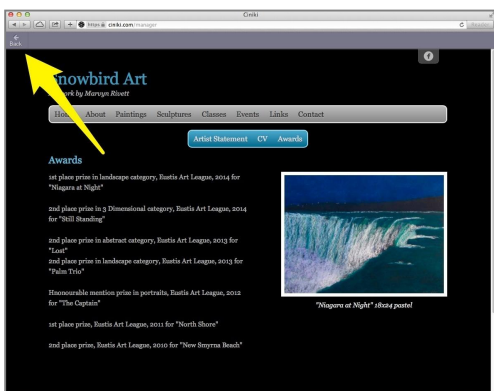 Ciniki
https ciniki.com/manager
Reader
Back
nowbird Art
work by Marvyn Rivett
Home About Paintings Sculptures Classes Events Links Contact
Artist Statement CV Awards
Awards
1st place prize in landscape category, Eustis Art League, 2014 for
"Niagara at Night"
2nd place prize in 3 Dimensional category, Eustis Art League, 2014
for "Still Standing"
2nd place prize in abstract category, Eustis Art League, 2013 for
"Lost"
2nd place prize in landscape category, Eustis Art League, 2013 for
"Palm Trio"
Hnonourable mention prize in portraits, Eustis Art League, 2012
for "The Captain"
1st place prize, Eustis Art League, 2011 for "North Shore"
2nd place prize, Eustis Art League, 2010 for "New Smyrna Beach"
"Niagara at Night" 18x24 pastel